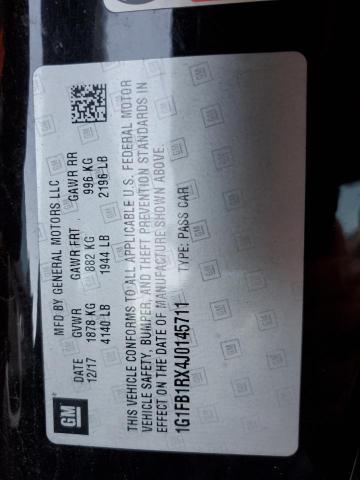 GM
MFD BY GENERAL MOTORS LLC
DATE GVWR GAWR FRT GAWR RR
12/17 1878 KG 882 KG 996 KG
4140 LB 1944 LB 2196 LB
THIS VEHICLE CONFORMS TO ALL APPLICABLE U.S. FEDERAL MOTOR
VEHICLE SAFETY, BUMPER, AND THEFT PREVENTION STANDARDS IN
EFFECT ON THE DATE OF MANUFACTURE SHOWN ABOVE.
1G1FB1RX4J0145711 TYPE: PASS CAR